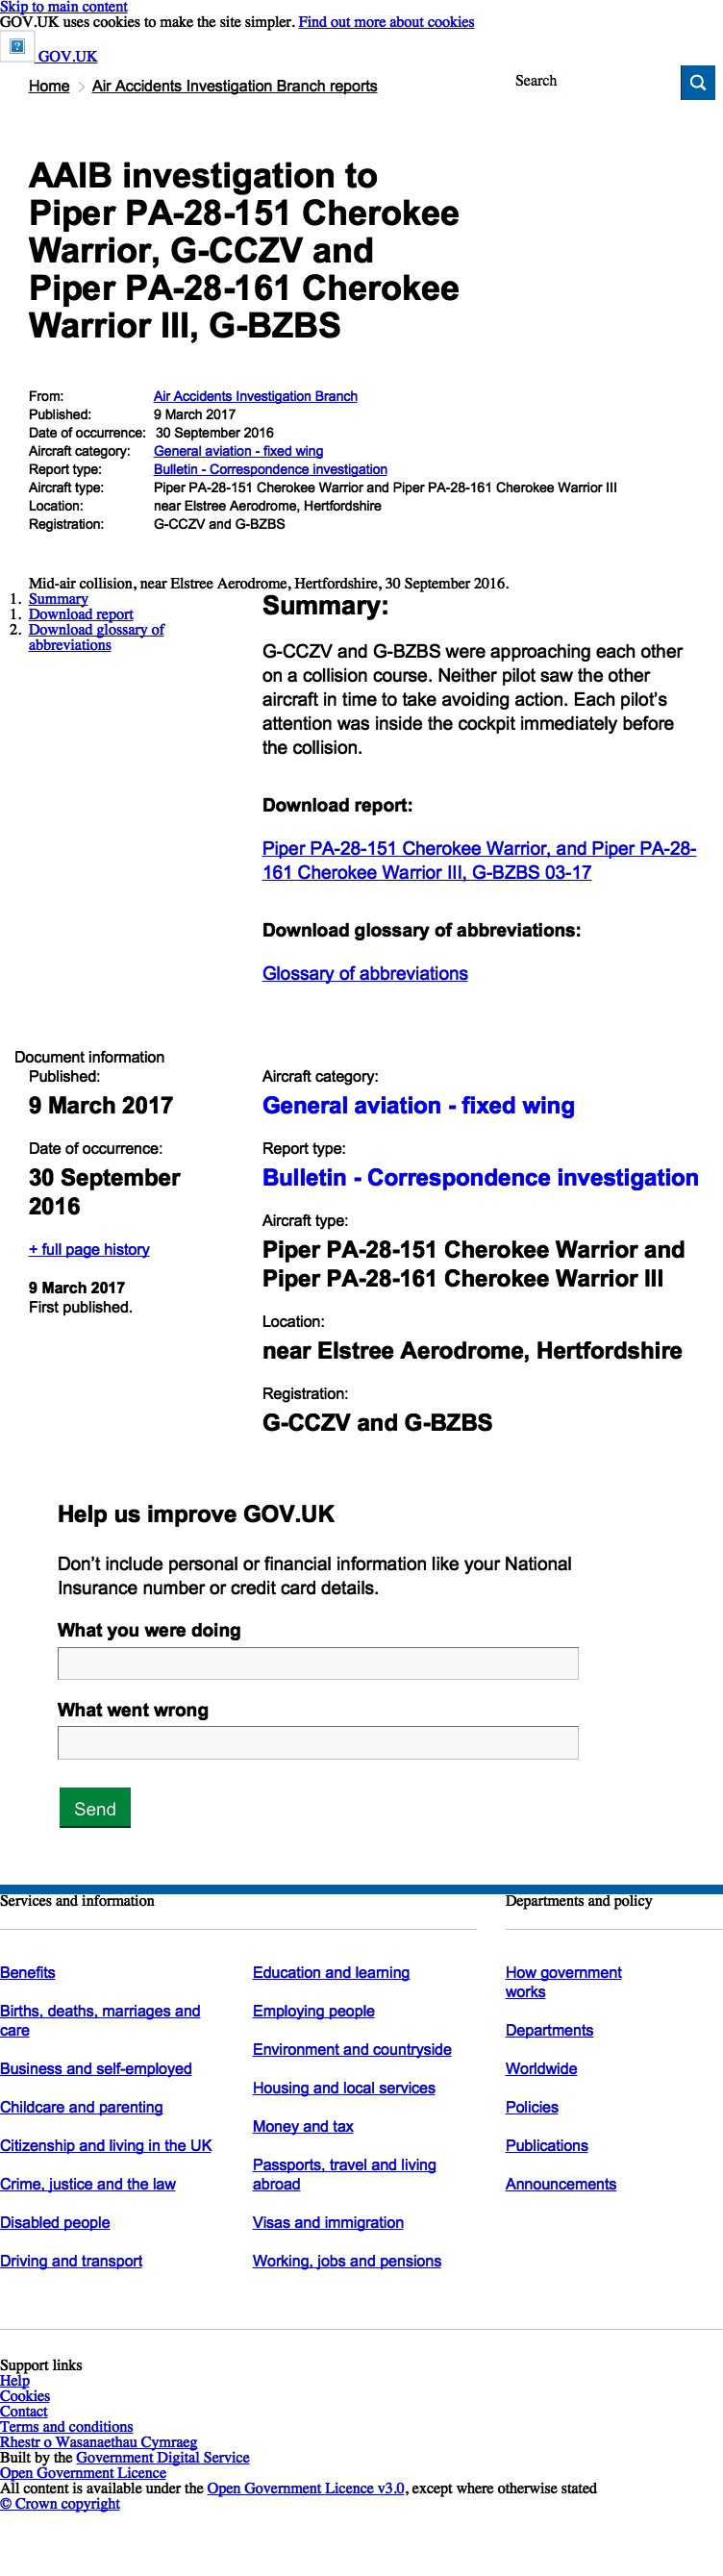 Skip to main content
GOV.UK uses cookies to make the site simpler. Find out more about cookies
GOV.UK
Home Air Accidents Investigation Branch reports
Search
AAIB investigation to
Piper PA-28-151 Cherokee
Warrior, G-CCZV and
Piper PA-28-161 Cherokee
Warrior III, G-BZBS
From: Air Accidents Investigation Branch
Published: 9 March 2017
Date of occurrence: 30 September 2016
Aircraft category: General aviation - fixed wing
Report type: Bulletin - Correspondence investigation
Aircraft type: Piper PA-28-151 Cherokee Warrior and Piper PA-28-161 Cherokee Warrior III
Location: near Elstree Aerodrome, Hertfordshire
Registration: G-CCZV and G-BZBS
Mid-air collision, near Elstree Aerodrome, Hertfordshire, 30 September 2016.
1. Summary
1. Download report
2. Download glossary of
abbreviations
Summary:
G-CCZV and G-BZBS were approaching each other
on a collision course. Neither pilot saw the other
aircraft in time to take avoiding action. Each pilot’s
attention was inside the cockpit immediately before
the collision.
Download report:
Piper PA-28-151 Cherokee Warrior, and Piper PA-28-
161 Cherokee Warrior III, G-BZBS 03-17
Download glossary of abbreviations:
Glossary of abbreviations
Document information
Published:
9 March 2017
Date of occurrence:
30 September
2016
+ full page history
9 March 2017
First published.
Aircraft category:
General aviation - fixed wing
Report type:
Bulletin - Correspondence investigation
Aircraft type:
Piper PA-28-151 Cherokee Warrior and
Piper PA-28-161 Cherokee Warrior III
Location:
near Elstree Aerodrome, Hertfordshire
Registration:
G-CCZV and G-BZBS
Help us improve GOV.UK
Don’t include personal or financial information like your National
Insurance number or credit card details.
What you were doing
What went wrong
Send
Services and information
Benefits
Births, deaths, marriages and
care
Business and self-employed
Childcare and parenting
Citizenship and living in the UK
Crime, justice and the law
Disabled people
Driving and transport
Education and learning
Employing people
Environment and countryside
Housing and local services
Money and tax
Passports, travel and living
abroad
Visas and immigration
Working, jobs and pensions
Departments and policy
How government
works
Departments
Worldwide
Policies
Publications
Announcements
Support links
Help
Cookies
Contact
Terms and conditions
Rhestr o Wasanaethau Cymraeg
Built by the Government Digital Service
Open Government Licence
All content is available under the Open Government Licence v3.0, except where otherwise stated
© Crown copyright